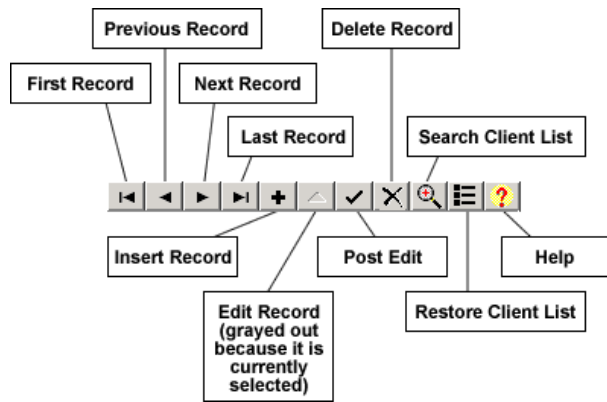 Previous Record
Delete Record
First Record
Next Record
Last Record
Search Client List
?
Insert Record
Post Edit
Help
Edit Record
(grayed out
because it is
currently
selected)
Restore Client List